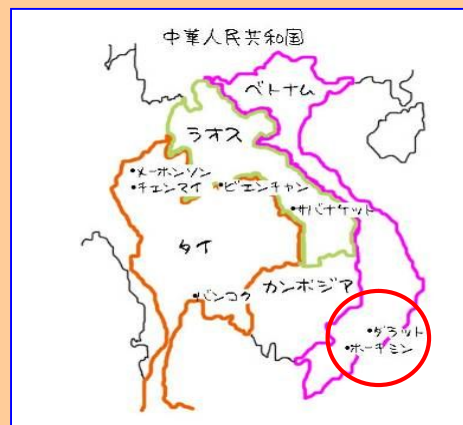 中華人民共和国
ベトナム
ラオス
•メーホンソン
•チェンマイ
•ビエンチャン
•サバナケット
タイ
カンボジア
バンコク
•ダラット
•ホーチミン